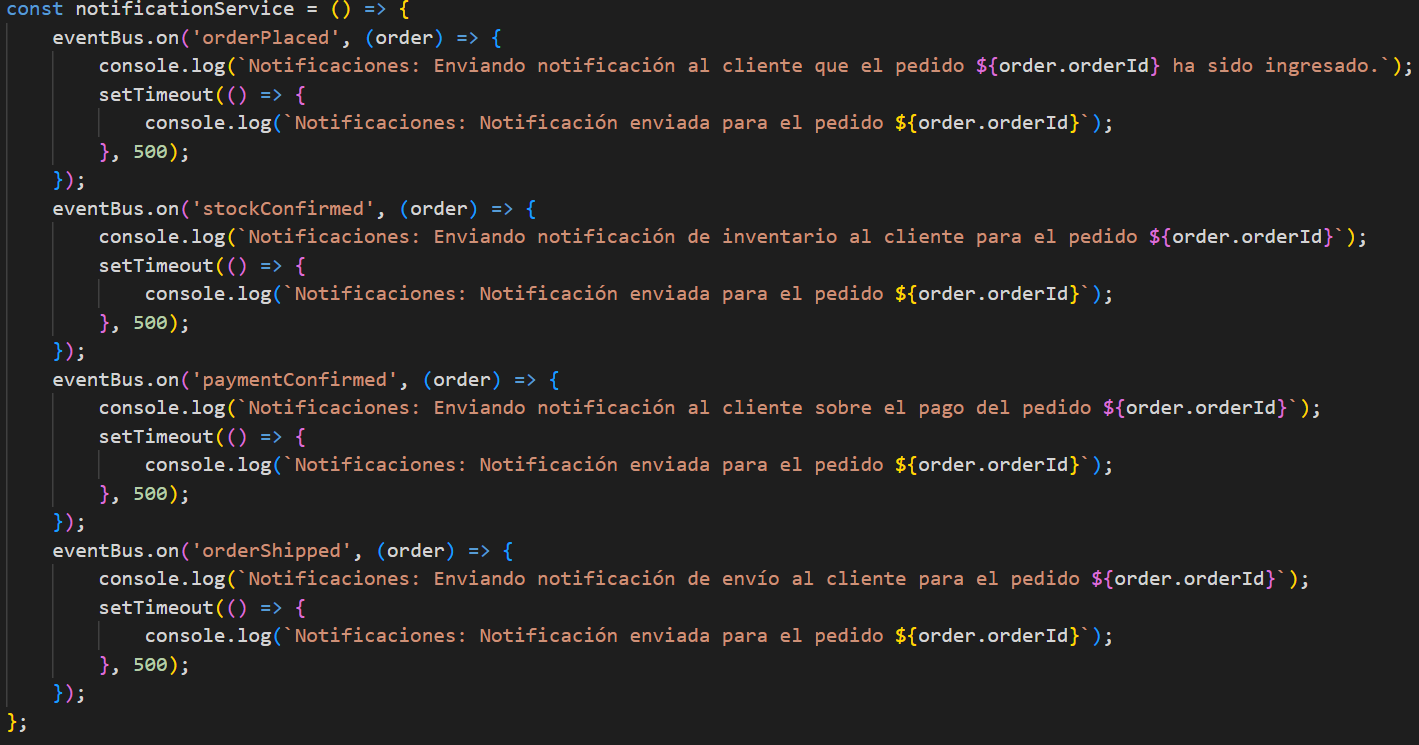 const notificationService = () => {
    eventBus.on('orderPlaced', (order) => {
        console.log(`Notificaciones: Enviando notificación al cliente que el pedido ${order.orderId} ha sido ingresado.`);
        setTimeout(() => {
            console.log(`Notificaciones: Notificación enviada para el pedido ${order.orderId}`);
        }, 500);
    });
    eventBus.on('stockConfirmed', (order) => {
        console.log(`Notificaciones: Enviando notificación de inventario al cliente para el pedido ${order.orderId}`);
        setTimeout(() => {
            console.log(`Notificaciones: Notificación enviada para el pedido ${order.orderId}`);
        }, 500);
    });
    eventBus.on('paymentConfirmed', (order) => {
        console.log(`Notificaciones: Enviando notificación al cliente sobre el pago del pedido ${order.orderId}`);
        setTimeout(() => {
            console.log(`Notificaciones: Notificación enviada para el pedido ${order.orderId}`);
        }, 500);
    });
    eventBus.on('orderShipped', (order) => {
        console.log(`Notificaciones: Enviando notificación de envío al cliente para el pedido ${order.orderId}`);
        setTimeout(() => {
            console.log(`Notificaciones: Notificación enviada para el pedido ${order.orderId}`);
        }, 500);
    });
};